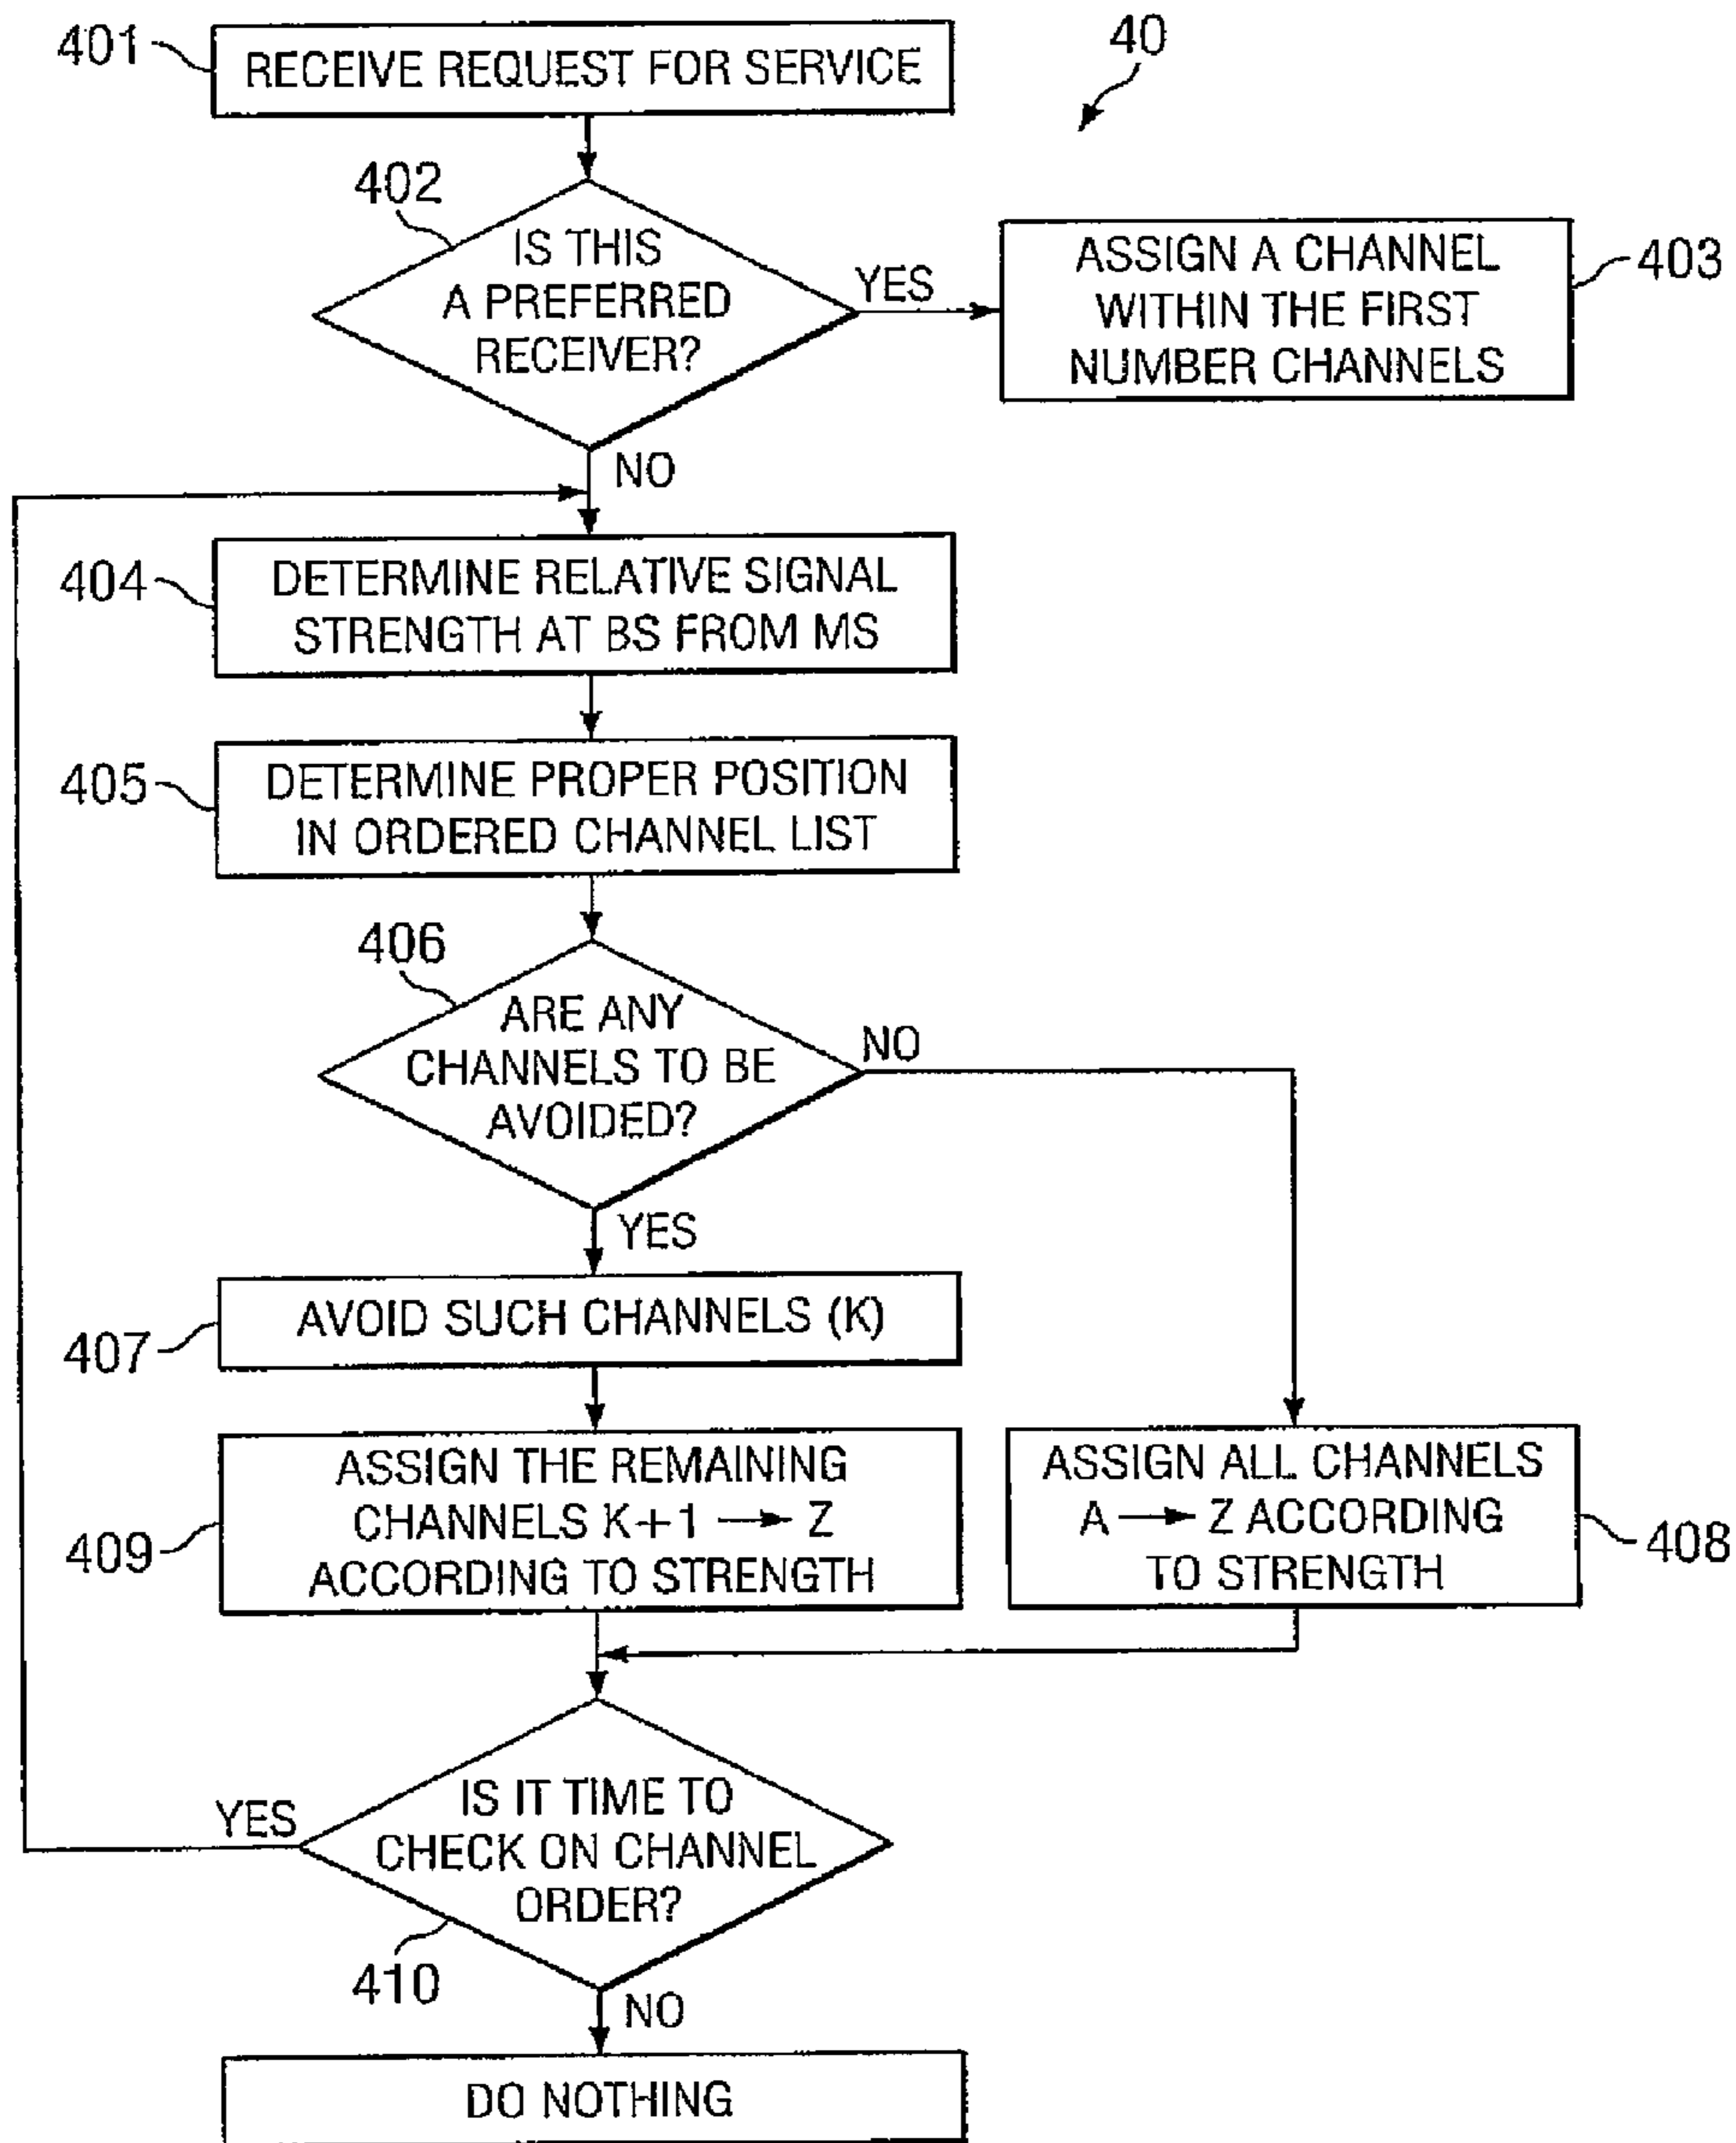 401
RECEIVE REQUEST FOR SERVICE
40
402
IS THIS
A PREFERRED
RECEIVER?
YES
ASSIGN A CHANNEL
WITHIN THE FIRST
NUMBER CHANNELS
403
NO
404
DETERMINE RELATIVE SIGNAL
STRENGTH AT BS FROM MS
405
DETERMINE PROPER POSITION
IN ORDERED CHANNEL LIST
406
ARE ANY
CHANNELS TO BE
AVOIDED?
NO
YES
AVOID SUCH CHANNELS (K)
407
ASSIGN THE REMAINING
CHANNELS K+1 → Z
ACCORDING TO STRENGTH
409
ASSIGN ALL CHANNELS
A → Z ACCORDING
TO STRENGTH
408
YES
IS IT TIME TO
CHECK ON CHANNEL
ORDER?
410
NO
DO NOTHING